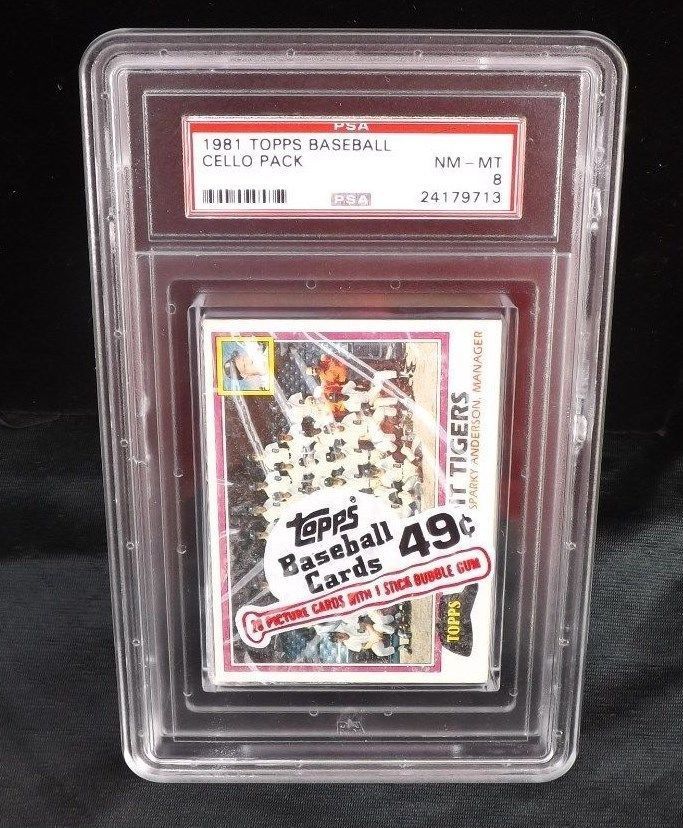 PSA
1981 TOPPS BASEBALL
CELLO PACK
NM - MT
8
PSA
24179713
IT TIGERS
SPARKY ANDERSON, MANAGER
TOPPS
Topps®
Baseball
Cards
49¢
PICTURE CARDS WITH 1 STICK BUBBLE GUM